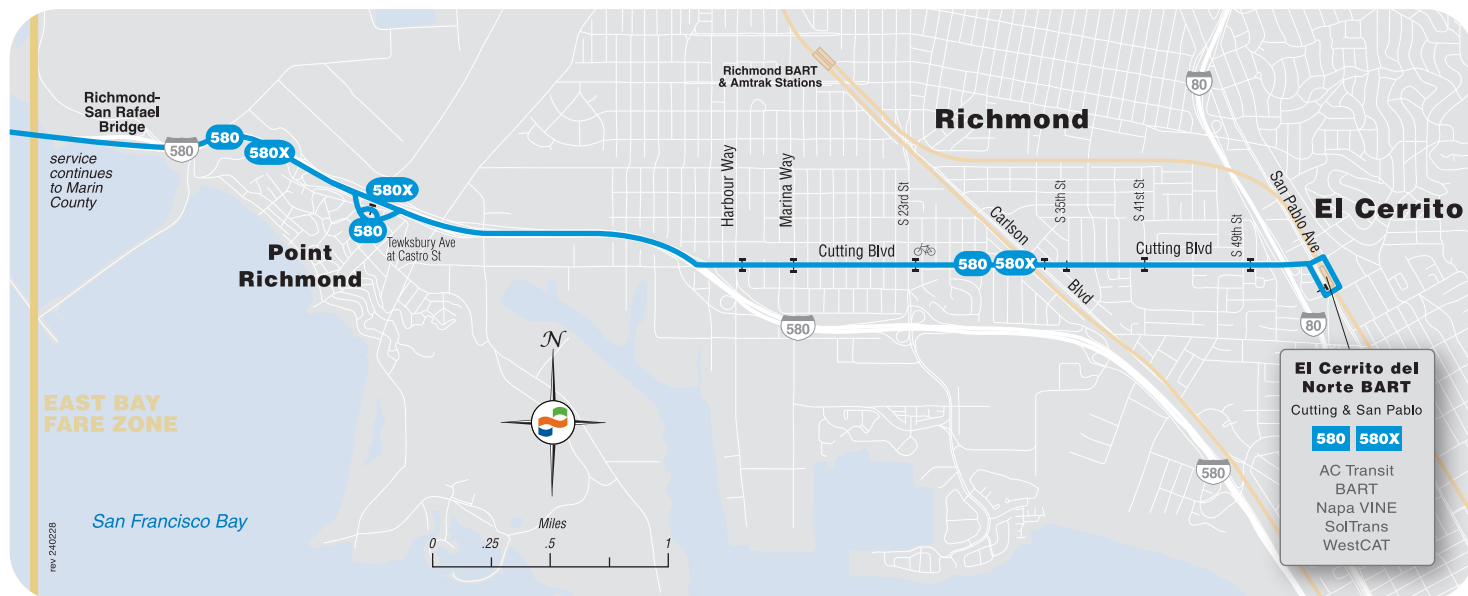 Richmond-
San Rafael
Bridge
580
580
580X
service
continues
to Marin
County
580X
580
Tewksbury Ave
at Castro St
Point
Richmond
Richmond BART
& Amtrak Stations
Richmond
80
Harbour Way
Marina Way
S 23rd St
Carlson
Blvd
S 35th St
S 41st St
S 49th St
San Pablo Ave
El Cerrito
Cutting Blvd
580
580X
Cutting Blvd
580
80
580
El Cerrito del
Norte BART
Cutting & San Pablo
580 580X
AC Transit
BART
Napa VINE
SolTrans
WestCAT
N
EAST BAY
FARE ZONE
San Francisco Bay
Miles
0 .25 .5 1
rev 240228